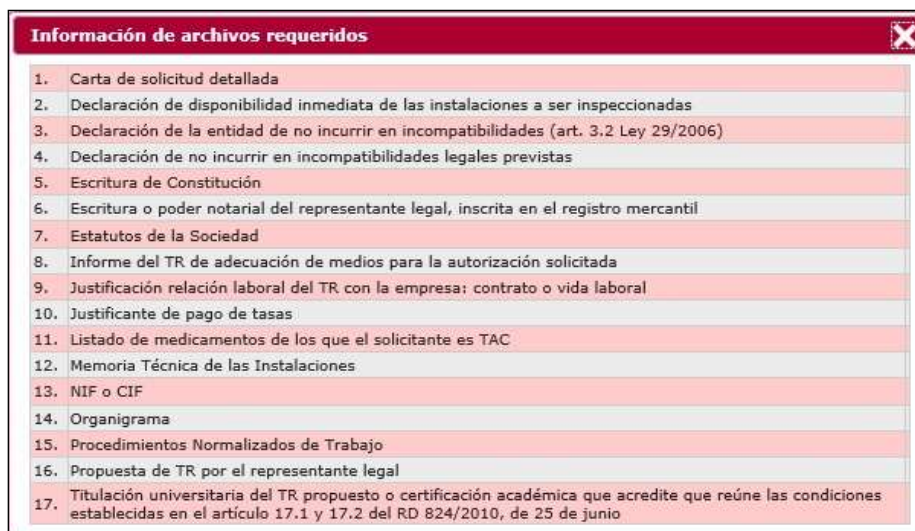 Información de archivos requeridos
1. Carta de solicitud detallada
2. Declaración de disponibilidad inmediata de las instalaciones a ser inspeccionadas
3. Declaración de la entidad de no incurrir en incompatibilidades (art. 3.2 Ley 29/2006)
4. Declaración de no incurrir en incompatibilidades legales previstas
5. Escritura de Constitución
6. Escritura o poder notarial del representante legal, inscrita en el registro mercantil
7. Estatutos de la Sociedad
8. Informe del TR de adecuación de medios para la autorización solicitada
9. Justificación relación laboral del TR con la empresa: contrato o vida laboral
10. Justificante de pago de tasas
11. Listado de medicamentos de los que el solicitante es TAC
12. Memoria Técnica de las Instalaciones
13. NIF o CIF
14. Organigrama
15. Procedimientos Normalizados de Trabajo
16. Propuesta de TR por el representante legal
17. Titulación universitaria del TR propuesto o certificación académica que acredite que reúne las condiciones
establecidas en el artículo 17.1 y 17.2 del RD 824/2010, de 25 de junio